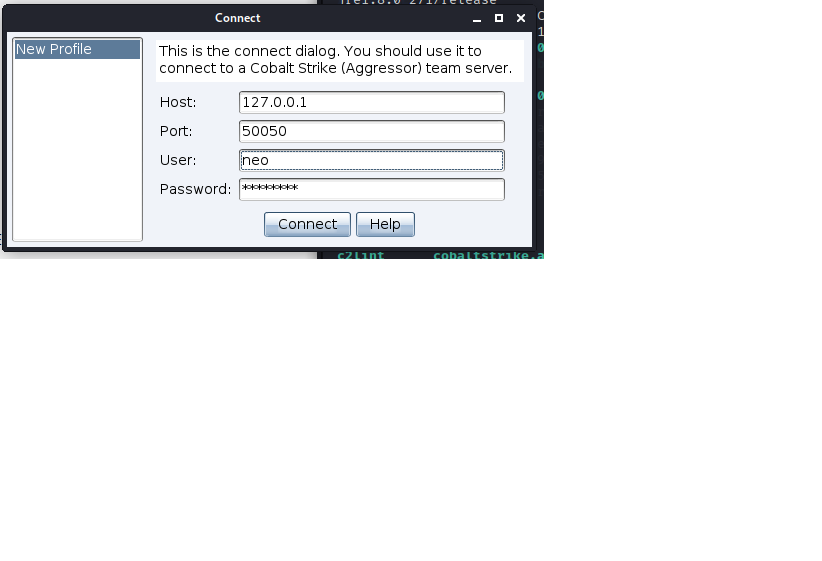 Connect
New Profile
This is the connect dialog. You should use it to
connect to a Cobalt Strike (Aggressor) team server.
Host: 127.0.0.1
Port: 50050
User: neo
Password: ********
Connect Help
c2lint cobaltstrike.a